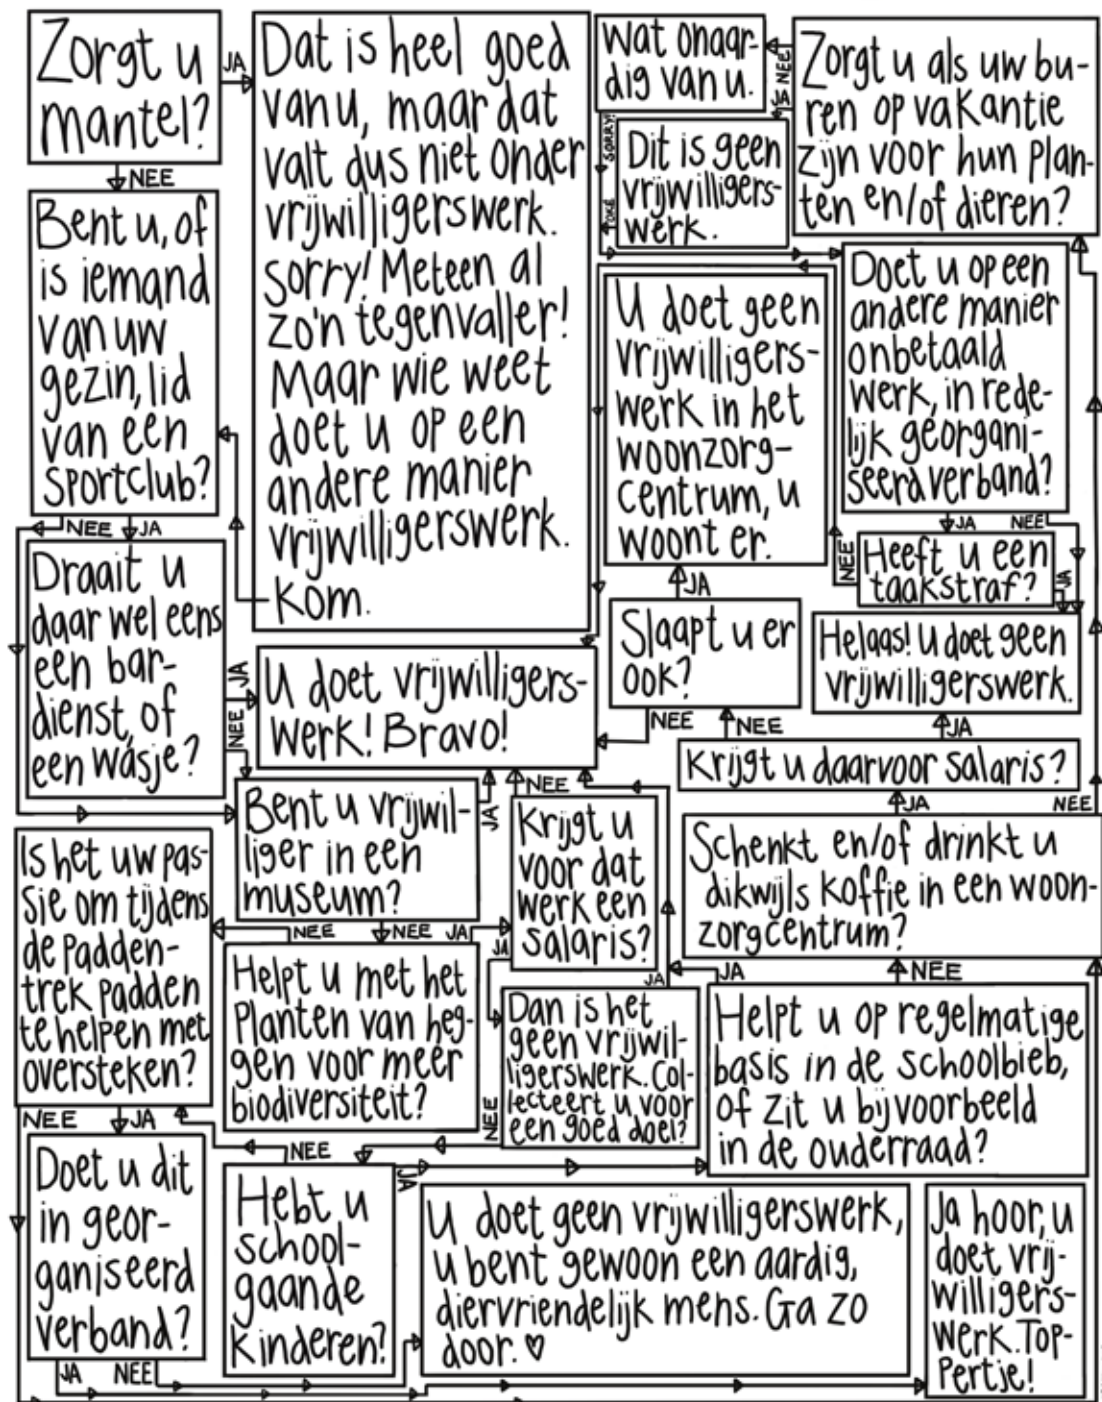 Zorgt u
mantel?
JA
NEE
Dat is heel goed
van u, maar dat
valt dus niet onder
vrijwilligerswerk.
Sorry! Meteen al
zo'n tegenvaller!
Maar wie weet
doet u op een
andere manier
vrijwilligerswerk.
Kom.
Wat onaar-
dig van u.
SORRY!
NEE
JA
Zorgt u als uw bu-
ren op vakantie
zijn voor hun plan-
ten en/of dieren?
Dit is geen
vrijwilligers-
werk.
OKÉ
Bent u, of
is iemand
van uw
gezin, lid
van een
sportclub?
NEE
JA
U doet geen
vrijwilligers-
werk in het
woonzorg-
centrum, u
woont er.
JA
Doet u op een
andere manier
onbetaald
werk, in rede-
lijk georgani-
seerd verband?
JA
NEE
Heeft u een
taakstraf?
NEE
JA
Draait u
daar wel eens
een bar-
dienst, of
een wasje?
JA
NEE
U doet vrijwilligers-
werk! Bravo!
Slaapt u er
ook?
NEE
NEE
Helaas! U doet geen
vrijwilligerswerk.
JA
Krijgt u daarvoor salaris?
JA
NEE
Bent u vrijwil-
liger in een
museum?
JA
NEE
Krijgt u
voor dat
werk een
salaris?
NEE
JA
Schenkt en/of drinkt u
dikwijls koffie in een woon-
zorgcentrum?
NEE
Is het uw pas-
sie om tijdens
de padden-
trek padden
te helpen met
oversteken?
NEE
JA
Helpt u met het
planten van heg-
gen voor meer
biodiversiteit?
NEE
JA
Dan is het
geen vrijwil-
ligerswerk. Col-
lecteert u voor
een goed doel?
JA
NEE
Helpt u op regelmatige
basis in de schoolbieb,
of zit u bijvoorbeeld
in de ouderraad?
JA
Doet u dit
in geor-
ganiseerd
verband?
JA
NEE
Hebt u
school-
gaande
kinderen?
NEE
JA
U doet geen vrijwilligerswerk,
u bent gewoon een aardig,
diervriendelijk mens. Ga zo
door. ♡
Ja hoor, u
doet vrij-
willigers-
werk. Top-
pertje!